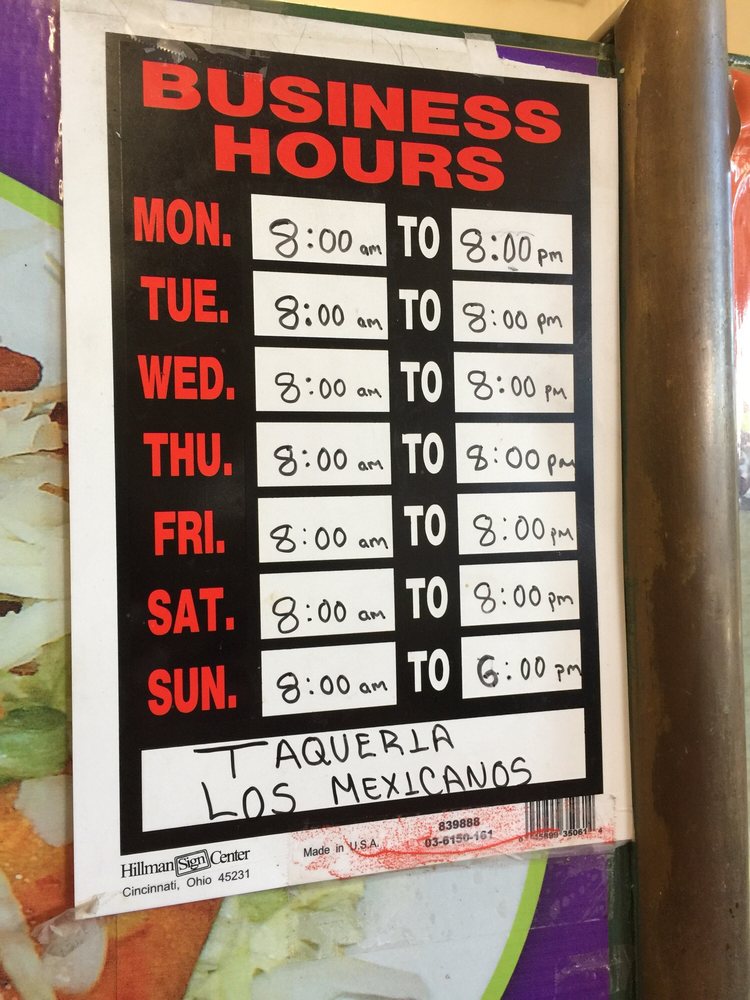 BUSINESS
HOURS
MON. 8:00 am TO 8:00 pm
TUE. 8:00 am TO 8:00 pm
WED. 8:00 am TO 8:00 PM
THU. 8:00 am TO 8:00 pm
FRI. 8:00 am TO 8:00 PM
SAT. 8:00 am TO 8:00 pm
SUN. 8:00 am TO 6:00 PM
TAQUERIA
LOS MEXICANOS
Hillman Sign Center
Cincinnati, Ohio 45231
Made in U.S.A.
839888
03-6150-161